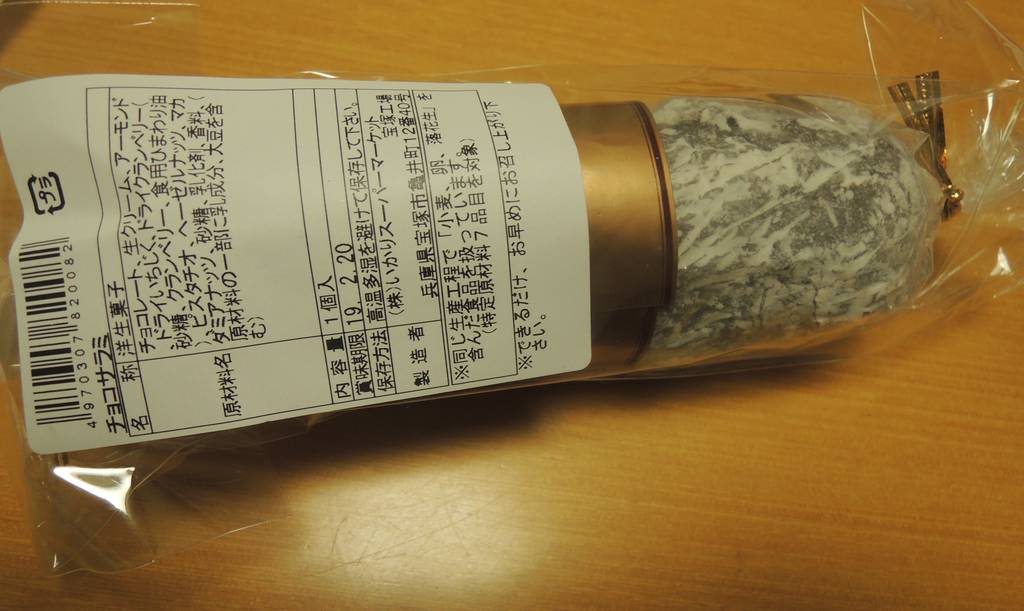 プラ
4 970307 820082
チョコサラミ
名 称 洋生菓子
原材料名 チョコレート、生クリーム、アーモンド
ドライいちじく、ドライクランベリー(
砂糖、クランベリー、食用ひまわり油
)、ピスタチオ、砂糖、乳化剤、香料、(
ダミアナッツ、ヘーゼルナッツ、マカ
原材料の一部に乳成分、大豆を含
む)
内 容 量 1個入
賞味期限 19. 2. 20
保存方法 高温多湿を避けて保存して下さい。
製 造 者 (株)いかりスーパーマーケット
宝塚工場
兵庫県宝塚市亀井町12番40号
※同じ生産工程で「小麦、卵、落花生」を
含んだ食品を扱っています。
(特定原材料7品目を対象)
※できるだけ、お早めにお召し上がり下
さい。